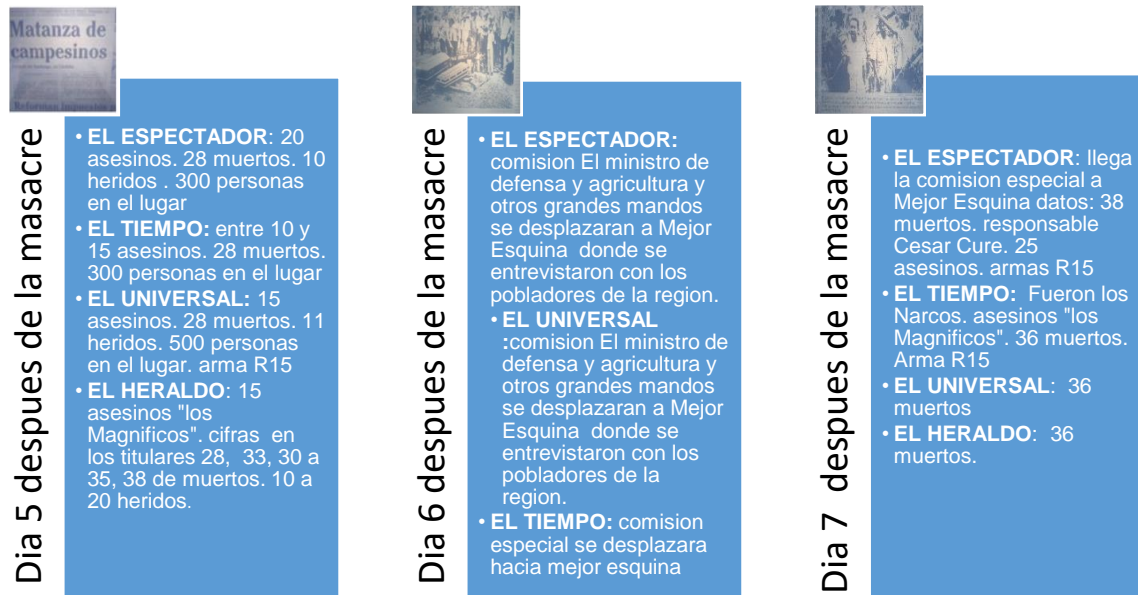 Matanza de
campesinos
Dia 5 despues de la masacre
• EL ESPECTADOR: 20
asesinos. 28 muertos. 10
heridos . 300 personas
en el lugar
• EL TIEMPO: entre 10 y
15 asesinos. 28 muertos.
300 personas en el lugar
• EL UNIVERSAL: 15
asesinos. 28 muertos. 11
heridos. 500 personas
en el lugar. arma R15
• EL HERALDO: 15
asesinos "los
Magnificos". cifras en
los titulares 28, 33, 30 a
35, 38 de muertos. 10 a
20 heridos.
Dia 6 despues de la masacre
• EL ESPECTADOR:
comision El ministro de
defensa y agricultura y
otros grandes mandos
se desplazaran a Mejor
Esquina donde se
entrevistaron con los
pobladores de la region.
• EL UNIVERSAL
:comision El ministro de
defensa y agricultura y
otros grandes mandos
se desplazaran a Mejor
Esquina donde se
entrevistaron con los
pobladores de la
region.
• EL TIEMPO: comision
especial se desplazara
hacia mejor esquina
Dia 7 despues de la masacre
• EL ESPECTADOR: llega
la comision especial a
Mejor Esquina datos: 38
muertos. responsable
Cesar Cure. 25
asesinos. armas R15
• EL TIEMPO: Fueron los
Narcos. asesinos "los
Magnificos". 36 muertos.
Arma R15
• EL UNIVERSAL: 36
muertos
• EL HERALDO: 36
muertos.